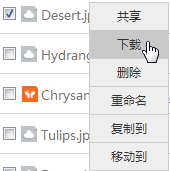 Desert.jp
Hydrang
Chrysan
Tulips.jp
共享
下载
删除
重命名
复制到
移动到